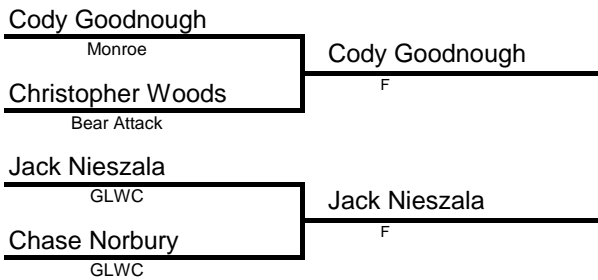 Cody Goodnough
Monroe
Cody Goodnough
F
Christopher Woods
Bear Attack
Jack Nieszala
GLWC
Jack Nieszala
F
Chase Norbury
GLWC